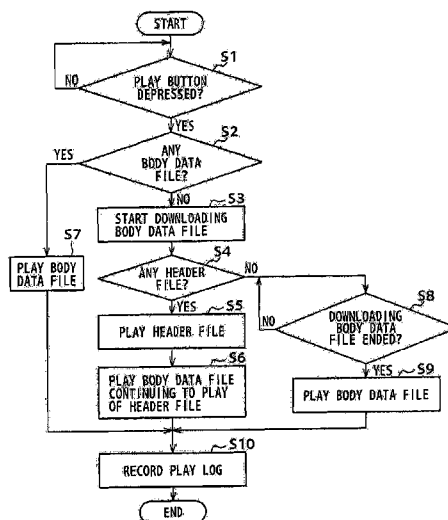 START
S1
PLAY BUTTON
DEPRESSED?
NO
YES
S2
ANY
BODY DATA
FILE?
YES
NO
S3
START DOWNLOADING
BODY DATA FILE
S7
PLAY BODY
DATA FILE
S4
ANY HEADER
FILE?
NO
YES
S5
PLAY HEADER FILE
S6
PLAY BODY DATA FILE
CONTINUING TO PLAY
OF HEADER FILE
S8
DOWNLOADING
BODY DATA
FILE ENDED?
NO
YES
S9
PLAY BODY DATA FILE
S10
RECORD PLAY LOG
END